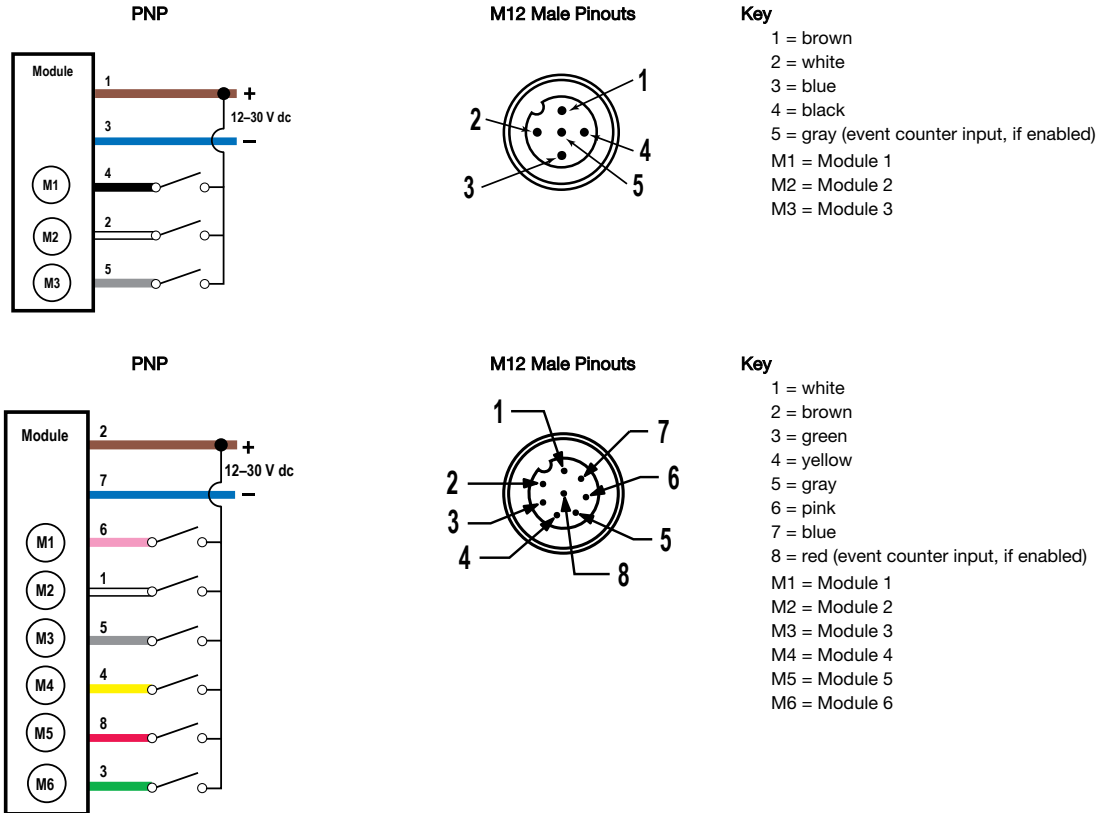 PNP
Module
1
+
12–30 V dc
3
–
M1
4
M2
2
M3
5
M12 Male Pinouts
1
2
4
3
5
Key
1 = brown
2 = white
3 = blue
4 = black
5 = gray (event counter input, if enabled)
M1 = Module 1
M2 = Module 2
M3 = Module 3
PNP
Module
2
+
12–30 V dc
7
–
M1
6
M2
1
M3
5
M4
4
M5
8
M6
3
M12 Male Pinouts
1
7
2
6
3
5
4
8
Key
1 = white
2 = brown
3 = green
4 = yellow
5 = gray
6 = pink
7 = blue
8 = red (event counter input, if enabled)
M1 = Module 1
M2 = Module 2
M3 = Module 3
M4 = Module 4
M5 = Module 5
M6 = Module 6